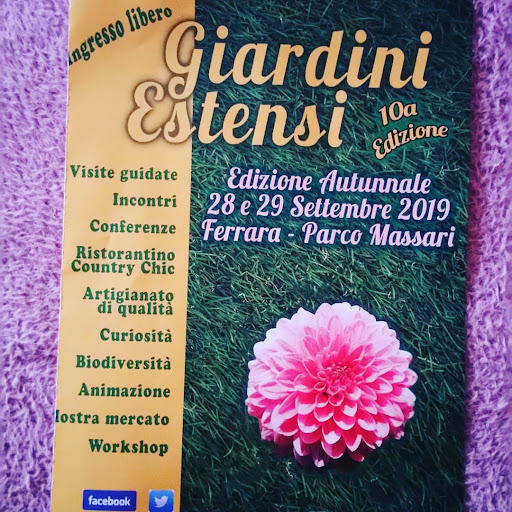 Ingresso libero
Giardini
Estensi
10a
Edizione
Edizione Autunnale
28 e 29 Settembre 2019
Ferrara - Parco Massari
Visite guidate
Incontri
Conferenze
Ristorantino
Country Chic
Artigianato
di qualità
Curiosità
Biodiversità
Animazione
Mostra mercato
Workshop
facebook